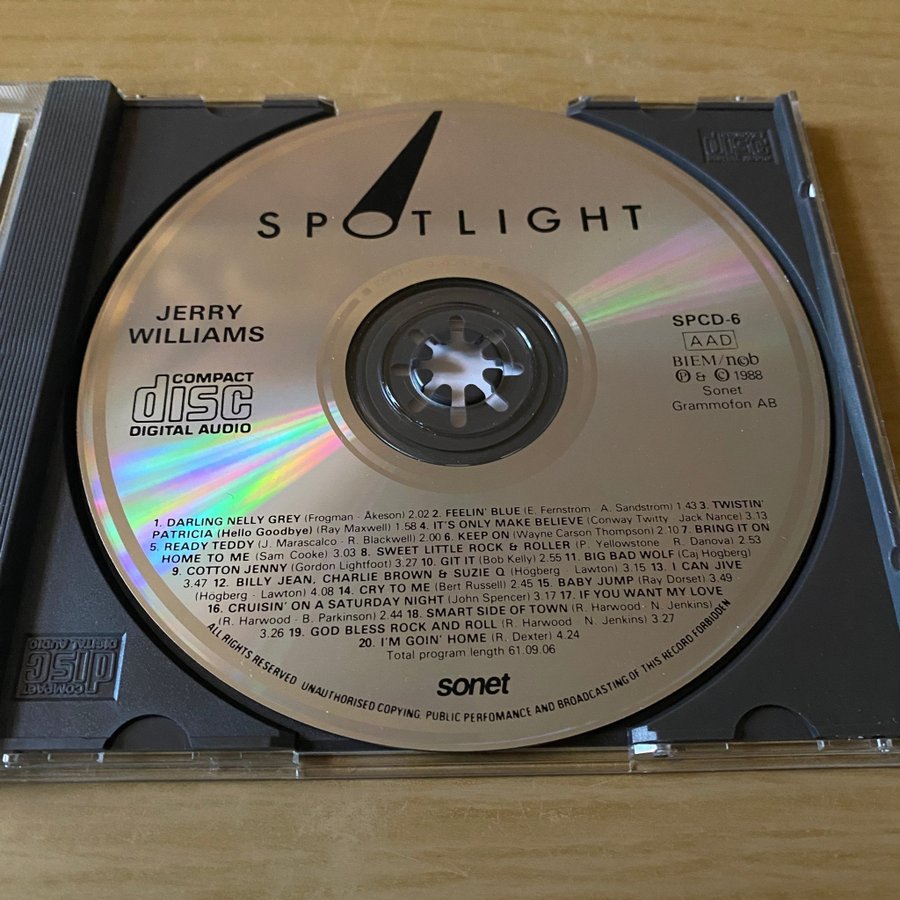 SPOTLIGHT
JERRY
WILLIAMS
COMPACT
disc
DIGITAL AUDIO
SPCD-6
AAD
BIEM/ncb
Ⓟ & © 1988
Sonet
Grammofon AB
1. DARLING NELLY GREY (Frogman - Åkeson) 2.02 2. FEELIN' BLUE (E. Fernström - A. Sandstrom) 1.43 3. TWISTIN'
PATRICIA (Hello Goodbye) (Ray Maxwell) 1.58 4. IT'S ONLY MAKE BELIEVE (Conway Twitty - Jack Nance) 3.13
5. READY TEDDY (J. Marascalco - R. Blackwell) 2.00 6. KEEP ON (Wayne Carson Thompson) 2.10 7. BRING IT ON
HOME TO ME (Sam Cooke) 3.03 8. SWEET LITTLE ROCK & ROLLER (P. Yellowstone - R. Danova) 2.53
9. COTTON JENNY (Gordon Lightfoot) 3.27 10. GIT IT (Bob Kelly) 2.55 11. BIG BAD WOLF (Caj Hogberg)
3.47 12. BILLY JEAN, CHARLIE BROWN & SUZIE Q (Hogberg - Lawton) 3.15 13. I CAN JIVE
(Hogberg - Lawton) 4.08 14. CRY TO ME (Bert Russell) 2.45 15. BABY JUMP (Ray Dorset) 3.49
16. CRUISIN' ON A SATURDAY NIGHT (John Spencer) 3.17 17. IF YOU WANT MY LOVE
(R. Harwood - B. Parkinson) 2.44 18. SMART SIDE OF TOWN (R. Harwood - N. Jenkins)
3.26 19. GOD BLESS ROCK AND ROLL (R. Harwood - N. Jenkins) 3.27
20. I'M GOIN' HOME (R. Dexter) 4.24
Total program length 61.09.06
sonet
ALL RIGHTS RESERVED. UNAUTHORISED COPYING, PUBLIC PERFOMANCE AND BROADCASTING OF THIS RECORD FORBIDDEN
COMPACT
disc
DIGITAL AUDIO
COMPACT
disc
DIGITAL AUDIO